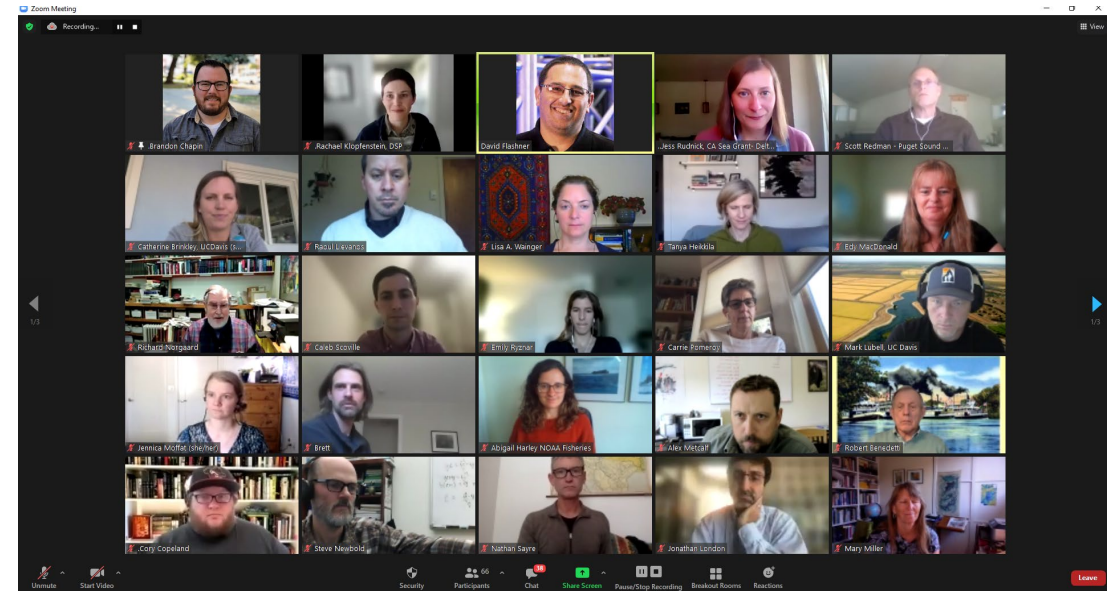 Zoom Meeting
Recording...
View
Brandon Chapin
.Rachael Klopfenstein, DSP
David Flashner
.Jess Rudnick, CA Sea Grant- Delt...
Scott Redman - Puget Sound ...
Catherine Brinkley, UCDavis (s...
Raoul Lievanos
Lisa A. Wainger
Tanya Heikkila
Edy MacDonald
1/3
1/3
Richard Norgaard
Caleb Scoville
Emily Ryznar
Carrie Pomeroy
Mark Lubell, UC Davis
Jennica Moffat (she/her)
Brett
Abigail Harley NOAA Fisheries
Alex Metcalf
Robert Benedetti
.Cory Copeland
Steve Newbold
Nathan Sayre
Jonathan London
Mary Miller
66
38
Unmute
Start Video
Security
Participants
Chat
Share Screen
Pause/Stop Recording
Breakout Rooms
Reactions
Leave